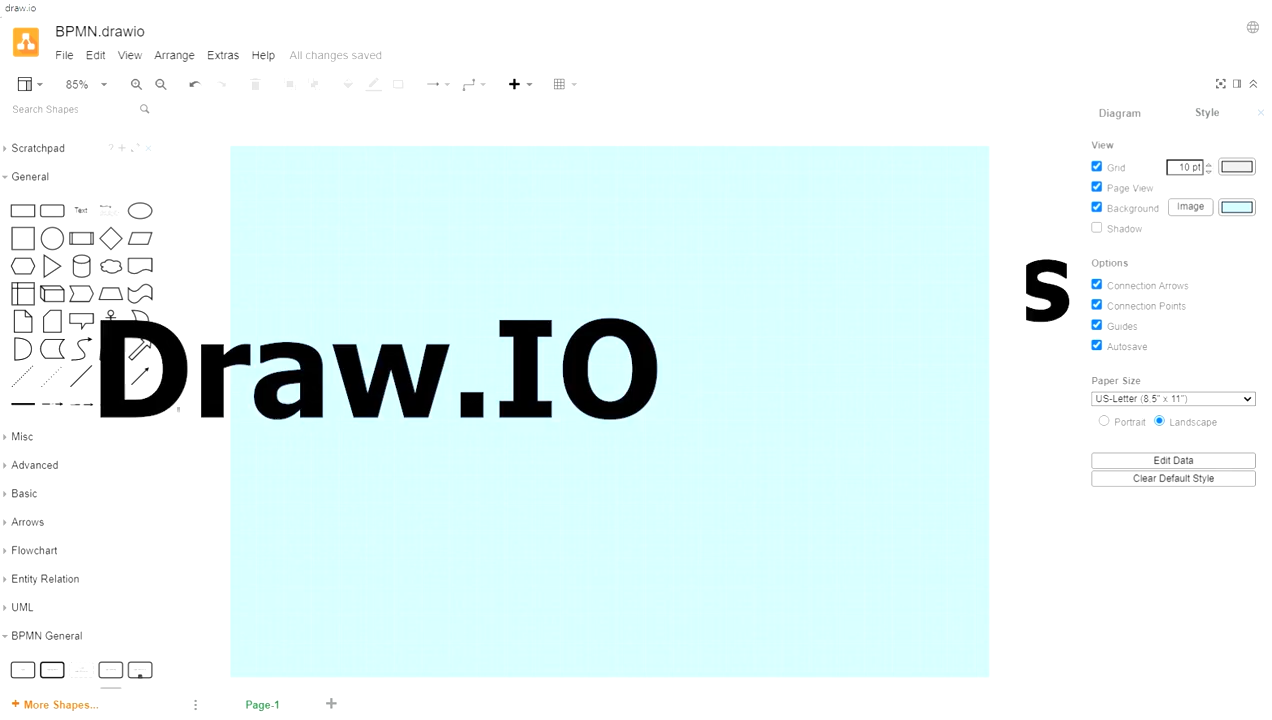 draw.io
BPMN.drawio
File Edit View Arrange Extras Help All changes saved
85%
Search Shapes
Diagram Style
Scratchpad ? +
General
Text
View
Grid 10 pt
Page View
Background Image
Shadow
s
Options
Connection Arrows
Connection Points
Guides
Autosave
Draw.IO
Paper Size
US-Letter (8.5" x 11")
Portrait Landscape
Misc
Advanced
Edit Data
Clear Default Style
Basic
Arrows
Flowchart
Entity Relation
UML
BPMN General
+ More Shapes...
Page-1